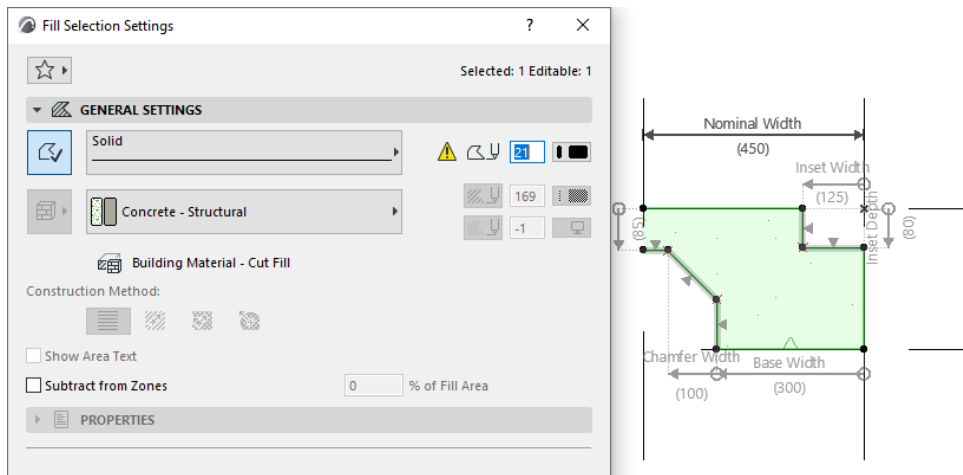 Fill Selection Settings
?
Selected: 1 Editable: 1
GENERAL SETTINGS
Solid
21
Concrete - Structural
169
-1
Building Material - Cut Fill
Construction Method:
Show Area Text
Subtract from Zones
0
% of Fill Area
PROPERTIES
Nominal Width
(450)
Inset Width
(125)
Inset Depth
(80)
(85)
Chamfer Width
(100)
Base Width
(300)